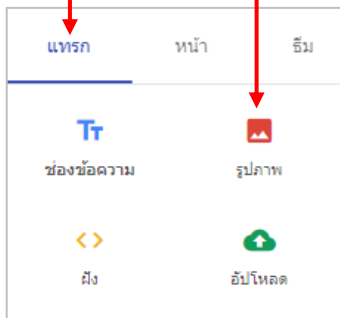 แทรก หน้า ธีม
Tт
ช่องข้อความ รูปภาพ
<>
ฝัง อัปโหลด